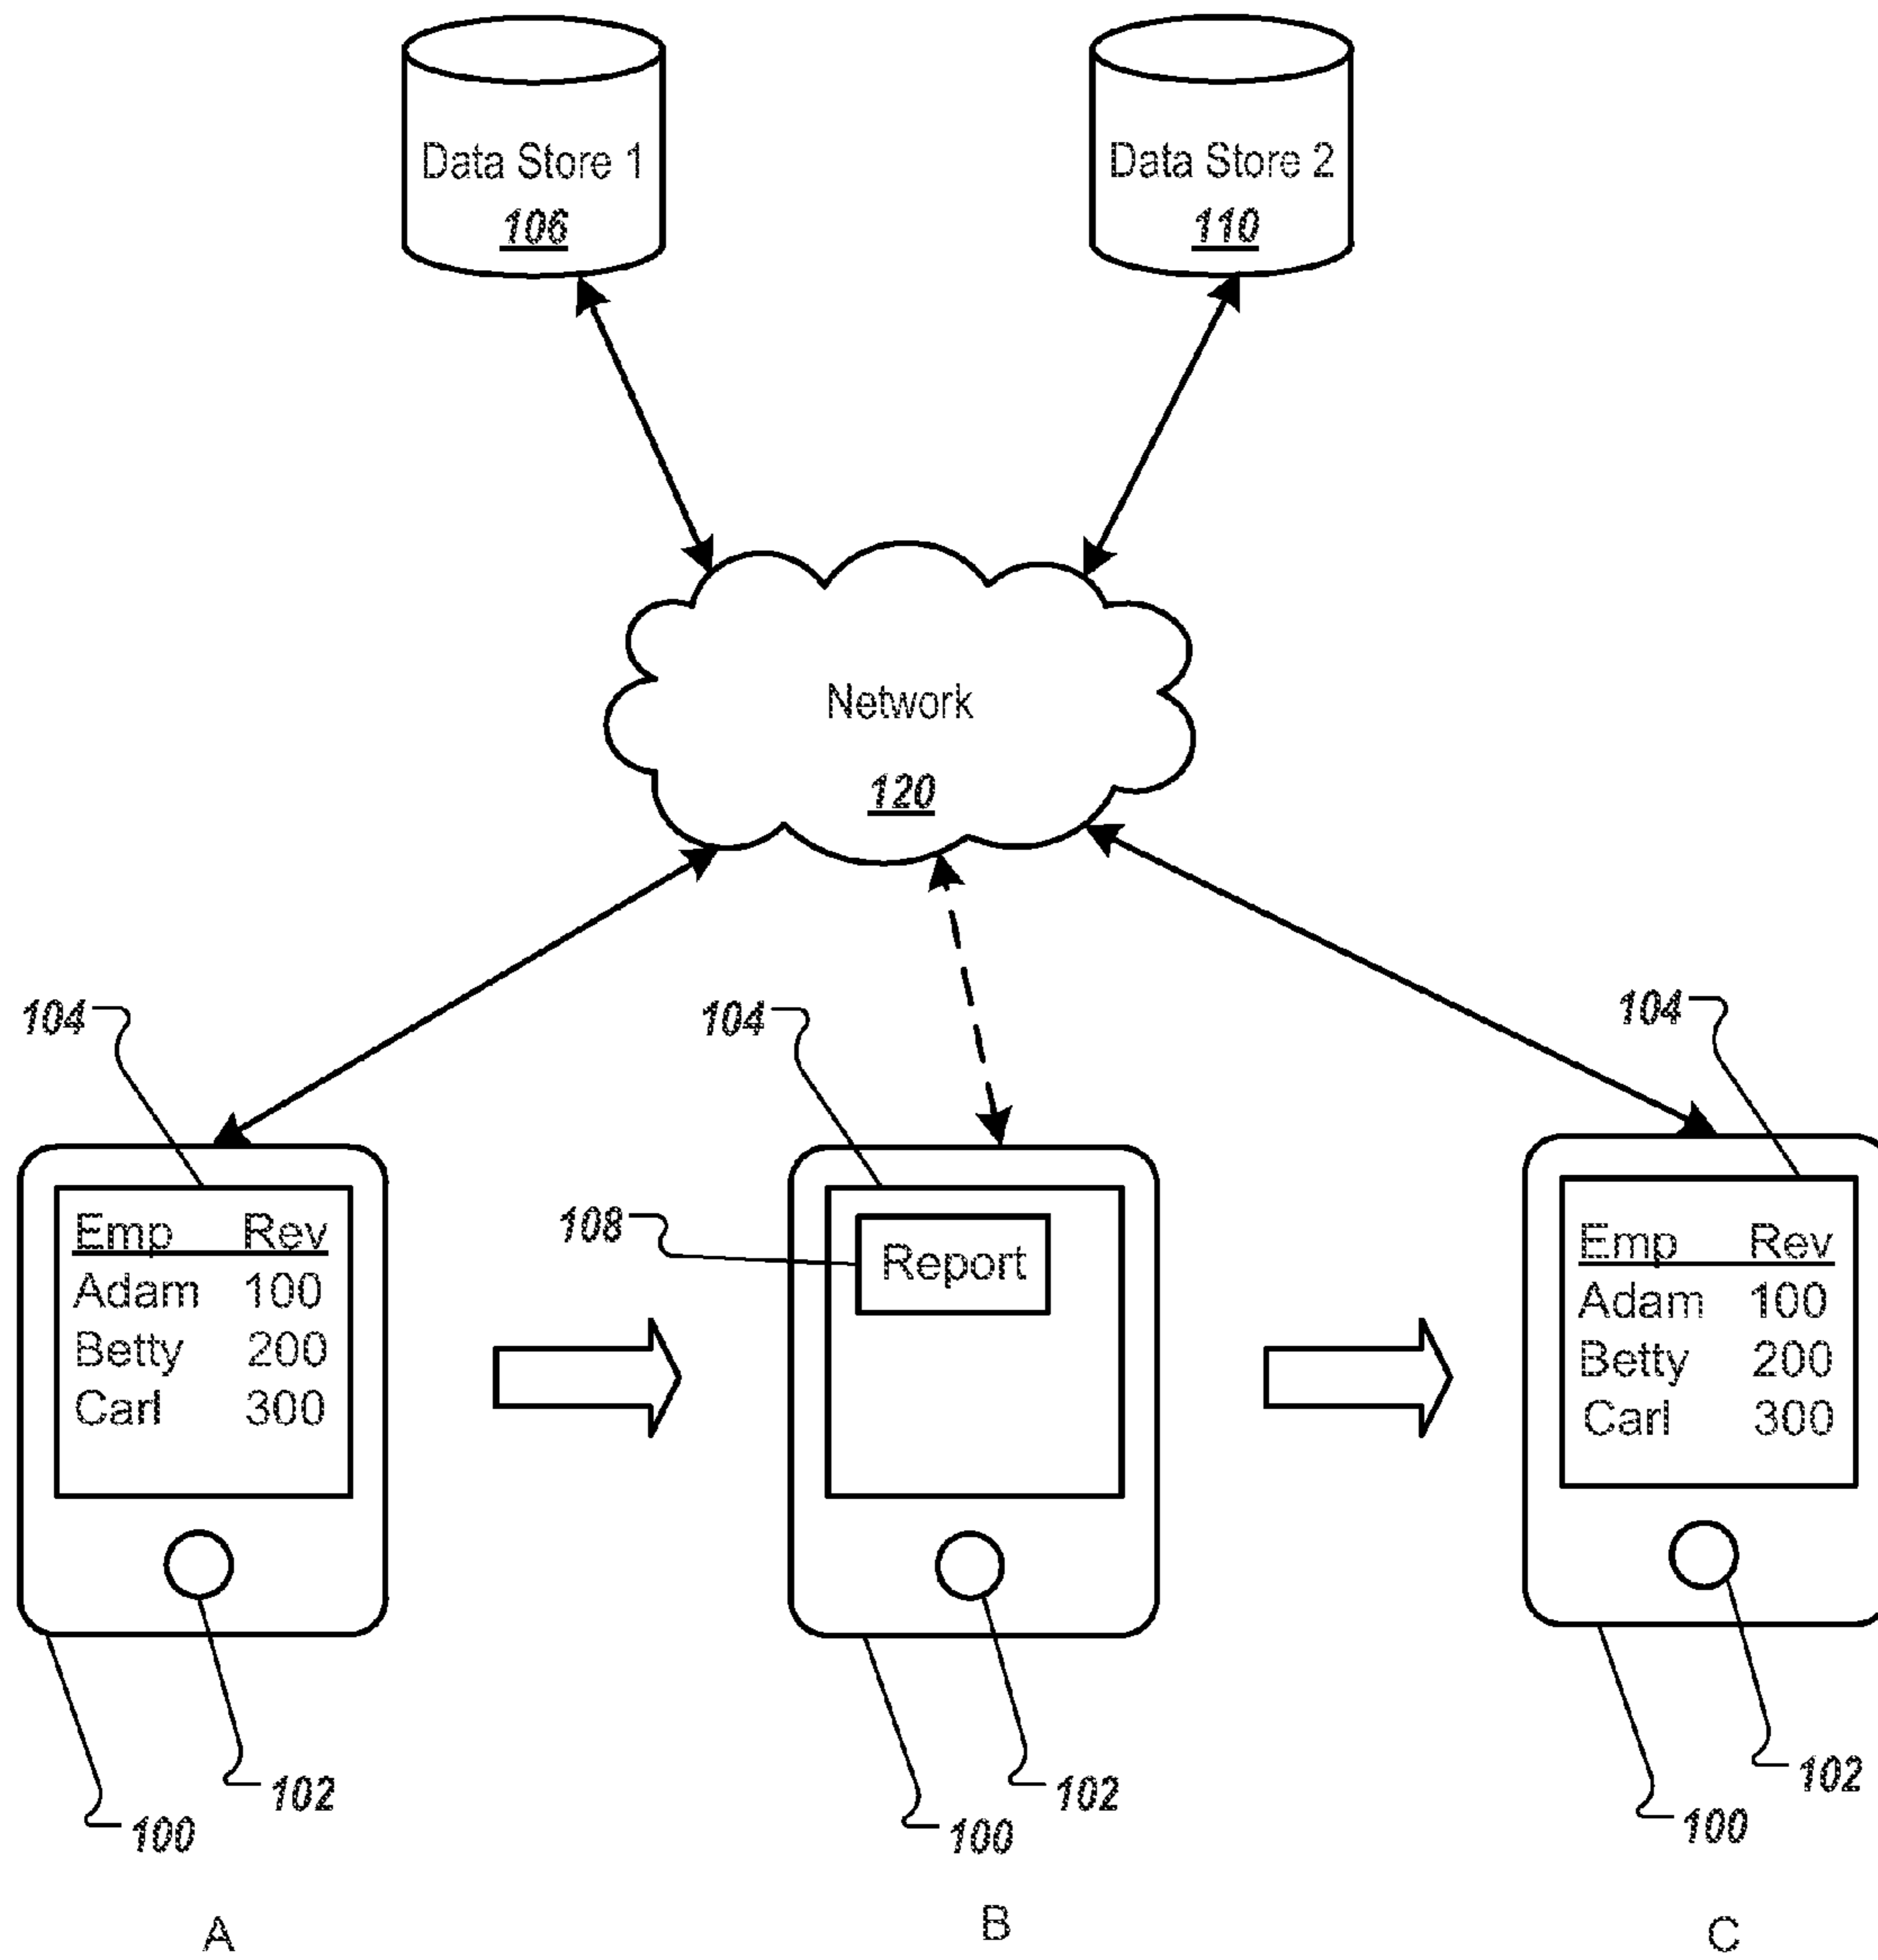 Data Store 1
106
Data Store 2
110
Network
120
104
104
104
Emp Rev
Adam 100
Betty 200
Carl 300
108
Report
Emp Rev
Adam 100
Betty 200
Carl 300
102
100
102
100
102
100
A
B
C